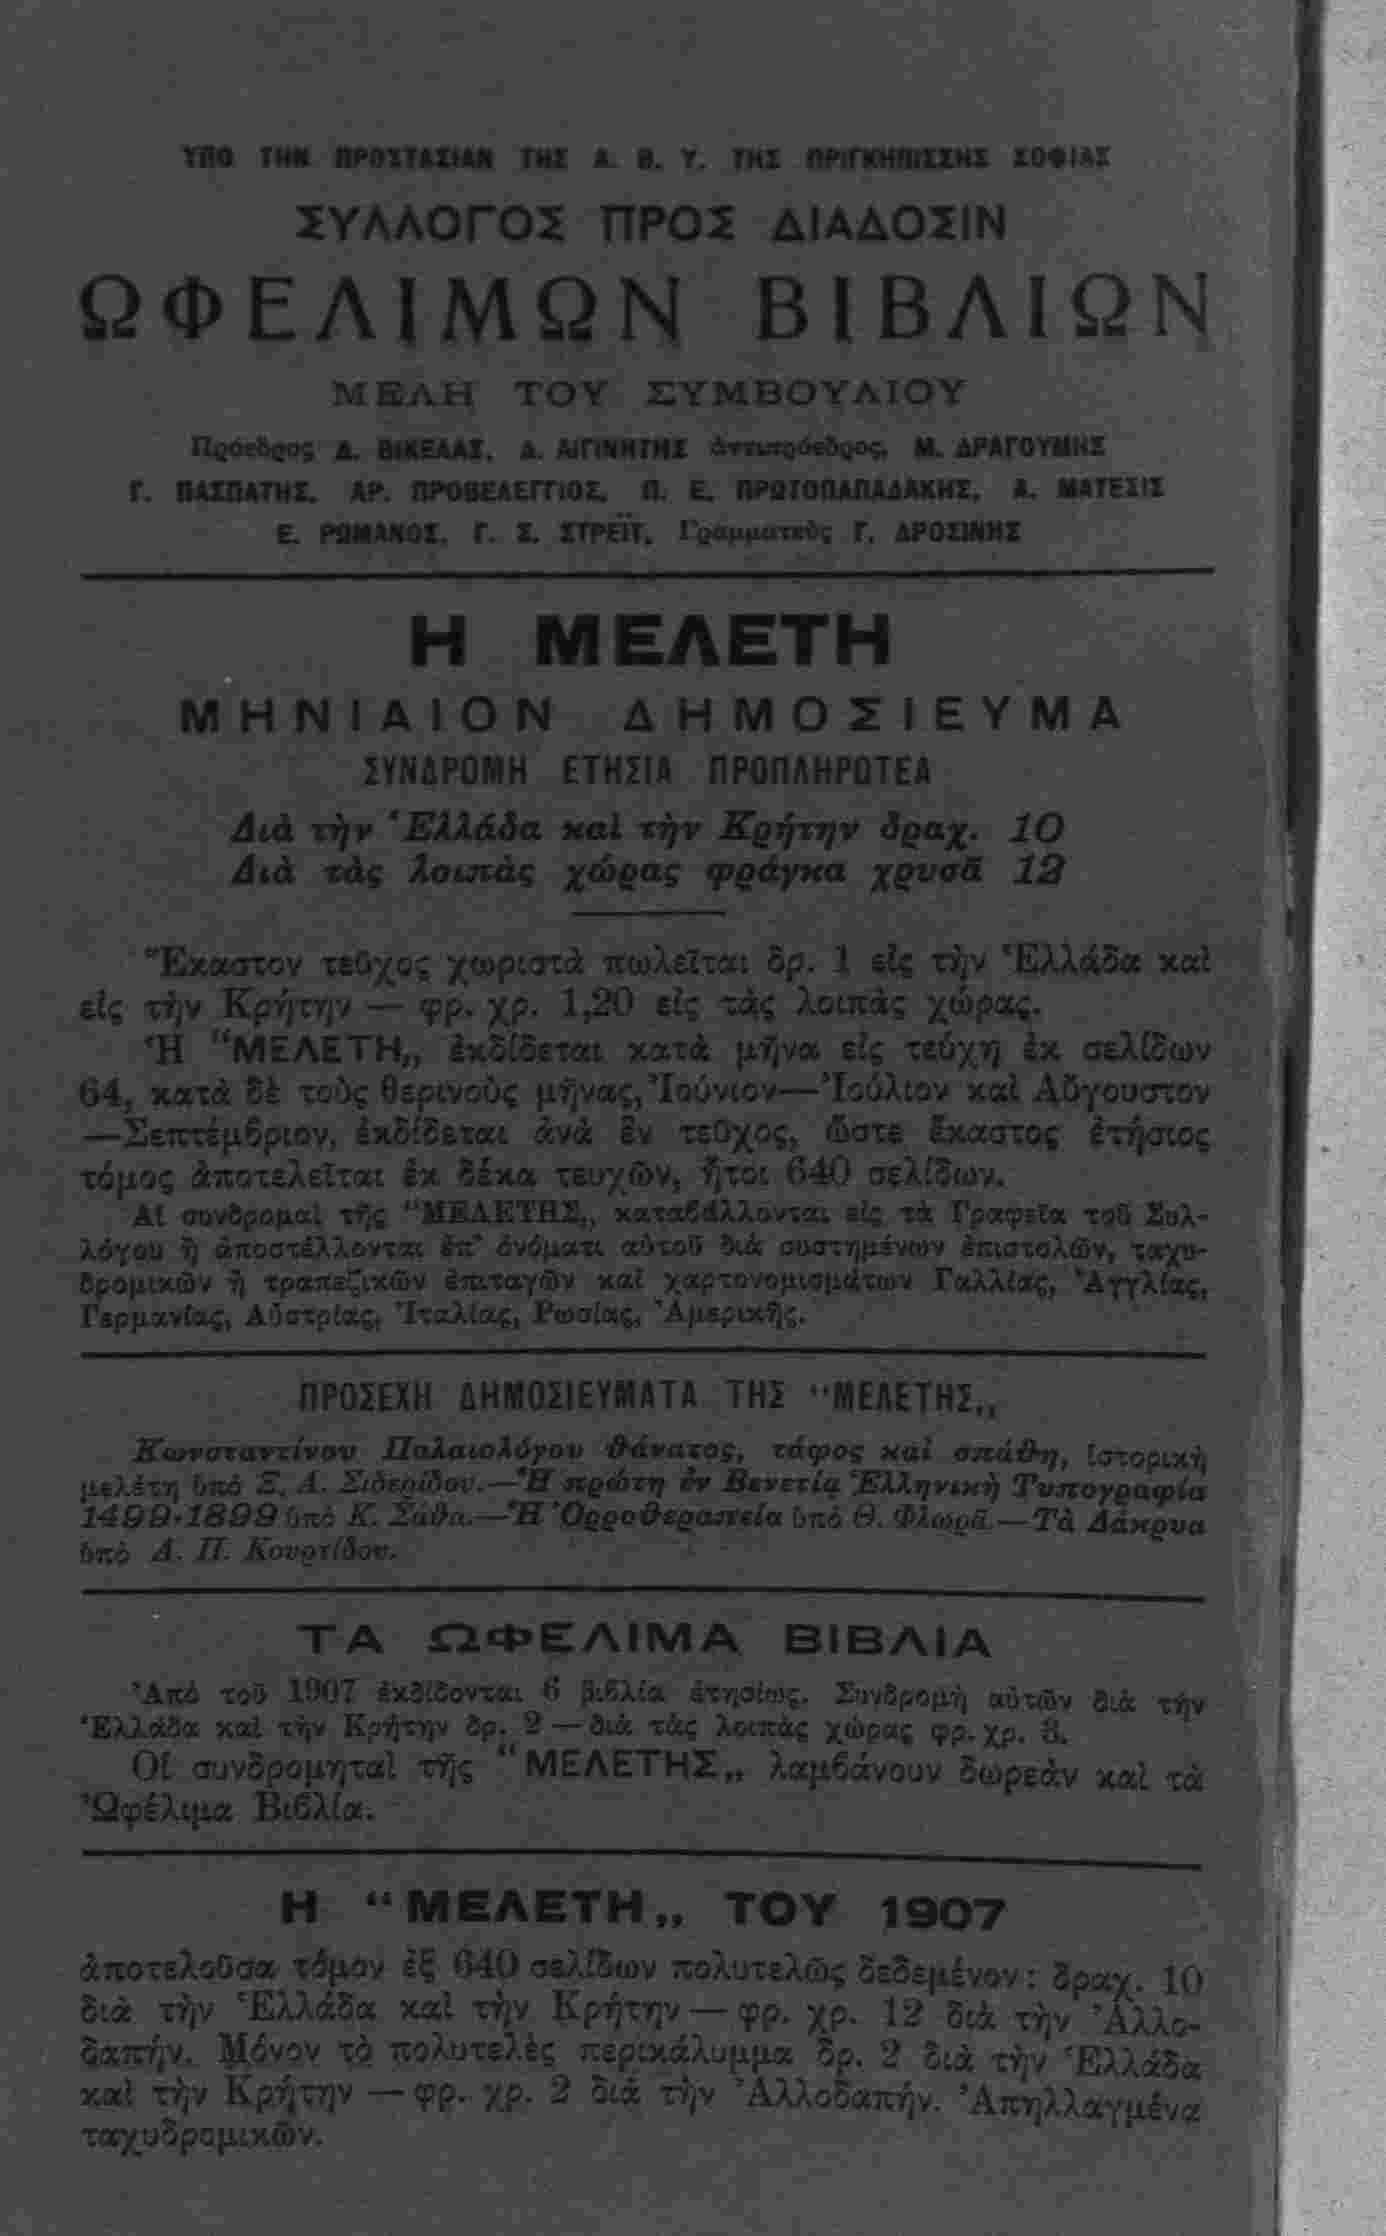 ΥΠΟ ΤΗΝ ΠΡΟΣΤΑΣΙΑΝ ΤΗΣ Α. Β. Υ. ΤΗΣ ΠΡΙΓΚΗΠΙΣΣΗΣ ΣΟΦΙΑΣ
ΣΥΛΛΟΓΟΣ ΠΡΟΣ ΔΙΑΔΟΣΙΝ
ΩΦΕΛΙΜΩΝ ΒΙΒΛΙΩΝ
ΜΕΛΗ ΤΟΥ ΣΥΜΒΟΥΛΙΟΥ
Πρόεδρος Δ. ΒΙΚΕΛΑΣ, Δ. ΑΙΓΙΝΗΤΗΣ ἀντιπρόεδρος, Μ. ΔΡΑΓΟΥΜΗΣ
Γ. ΠΑΣΠΑΤΗΣ, ΑΡ. ΠΡΟΒΕΛΕΓΓΙΟΣ, Π. Ε. ΠΡΩΤΟΠΑΠΑΔΑΚΗΣ, Α. ΜΑΤΕΣΙΣ
Ε. ΡΩΜΑΝΟΣ, Γ. Σ. ΣΤΡΕΪΤ, Γραμματεὺς Γ. ΔΡΟΣΙΝΗΣ
Η ΜΕΛΕΤΗ
ΜΗΝΙΑΙΟΝ ΔΗΜΟΣΙΕΥΜΑ
ΣΥΝΔΡΟΜΗ ΕΤΗΣΙΑ ΠΡΟΠΛΗΡΩΤΕΑ
Διὰ τὴν Ἑλλάδα καὶ τὴν Κρήτην δραχ. 10
Διὰ τὰς λοιπὰς χώρας φράγκα χρυσᾶ 12
Ἕκαστον τεῦχος χωριστὰ πωλεῖται δρ. 1 εἰς τὴν Ἑλλάδα καὶ
εἰς τὴν Κρήτην — φρ. χρ. 1,20 εἰς τὰς λοιπὰς χώρας.
Ἡ “ΜΕΛΕΤΗ„ ἐκδίδεται κατὰ μῆνα εἰς τεύχη ἐκ σελίδων
64, κατὰ δὲ τοὺς θερινοὺς μῆνας, Ἰούνιον—Ἰούλιον καὶ Αὔγουστον
—Σεπτέμβριον, ἐκδίδεται ἀνὰ ἓν τεῦχος, ὥστε ἕκαστος ἐτήσιος
τόμος ἀποτελεῖται ἐκ δέκα τευχῶν, ἤτοι 640 σελίδων.
Αἱ συνδρομαὶ τῆς “ΜΕΛΕΤΗΣ„ καταβάλλονται εἰς τὰ Γραφεῖα τοῦ Συλ-
λόγου ἢ ἀποστέλλονται ἐπ’ ὀνόματι αὐτοῦ διὰ συστημένων ἐπιστολῶν, ταχυ-
δρομικῶν ἢ τραπεζικῶν ἐπιταγῶν καὶ χαρτονομισμάτων Γαλλίας, Ἀγγλίας,
Γερμανίας, Αὐστρίας, Ἰταλίας, Ρωσίας, Ἀμερικῆς.
ΠΡΟΣΕΧΗ ΔΗΜΟΣΙΕΥΜΑΤΑ ΤΗΣ “ΜΕΛΕΤΗΣ„
Κωνσταντίνου Παλαιολόγου θάνατος, τάφος καὶ σπάθη, ἱστορικὴ
μελέτη ὑπὸ Ξ. Α. Σιδερίδου.—Ἡ πρώτη ἐν Βενετίᾳ Ἑλληνικὴ Τυπογραφία
1499-1899 ὑπὸ Κ. Σάθα.—Ἡ Ὀρροθεραπεία ὑπὸ Θ. Φλωρᾶ.—Τὰ Δάκρυα
ὑπὸ Α. Π. Κουρτίδου.
ΤΑ ΩΦΕΛΙΜΑ ΒΙΒΛΙΑ
Ἀπὸ τοῦ 1907 ἐκδίδονται 6 βιβλία ἐτησίως. Συνδρομὴ αὐτῶν διὰ τὴν
Ἑλλάδα καὶ τὴν Κρήτην δρ. 2 — διὰ τὰς λοιπὰς χώρας φρ. χρ. 3.
Οἱ συνδρομηταὶ τῆς “ΜΕΛΕΤΗΣ„ λαμβάνουν δωρεὰν καὶ τὰ
Ὠφέλιμα Βιβλία.
Η “ΜΕΛΕΤΗ„ ΤΟΥ 1907
ἀποτελοῦσα τόμον ἐξ 640 σελίδων πολυτελῶς δεδεμένον: δραχ. 10
διὰ τὴν Ἑλλάδα καὶ τὴν Κρήτην — φρ. χρ. 12 διὰ τὴν Ἀλλο-
δαπήν. Μόνον τὸ πολυτελὲς περικάλυμμα δρ. 2 διὰ τὴν Ἑλλάδα
καὶ τὴν Κρήτην — φρ. χρ. 2 διὰ τὴν Ἀλλοδαπήν. Ἀπηλλαγμένα
ταχυδρομικῶν.